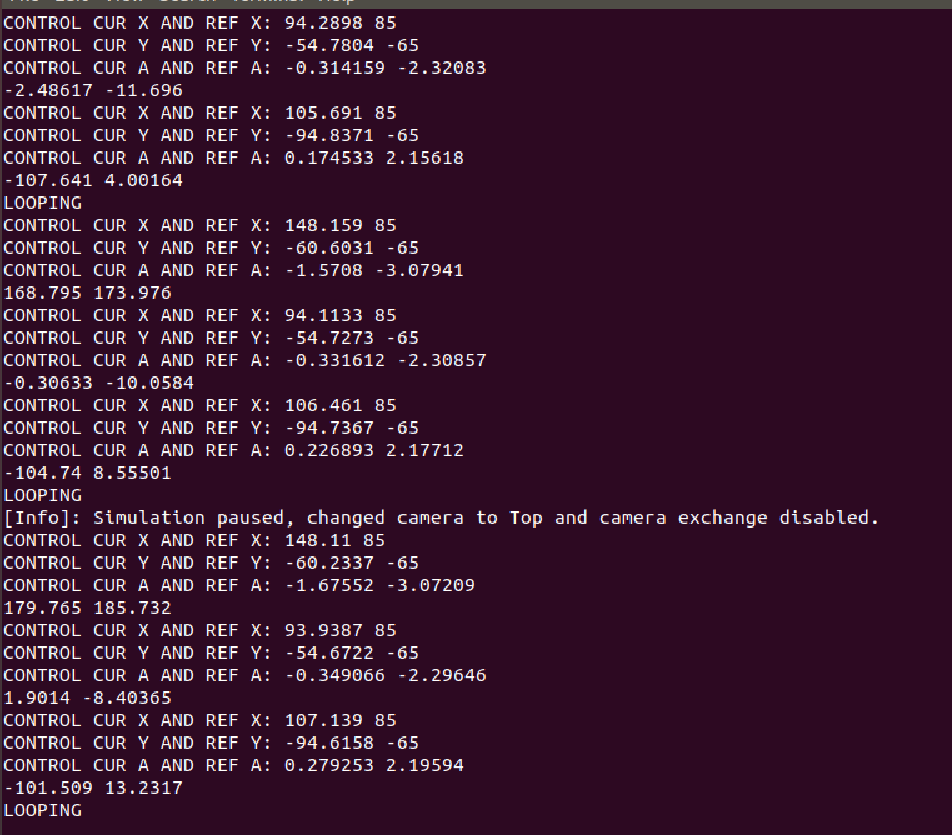 CONTROL CUR X AND REF X: 94.2898 85
CONTROL CUR Y AND REF Y: -54.7804 -65
CONTROL CUR A AND REF A: -0.314159 -2.32083
-2.48617 -11.696
CONTROL CUR X AND REF X: 105.691 85
CONTROL CUR Y AND REF Y: -94.8371 -65
CONTROL CUR A AND REF A: 0.174533 2.15618
-107.641 4.00164
LOOPING
CONTROL CUR X AND REF X: 148.159 85
CONTROL CUR Y AND REF Y: -60.6031 -65
CONTROL CUR A AND REF A: -1.5708 -3.07941
168.795 173.976
CONTROL CUR X AND REF X: 94.1133 85
CONTROL CUR Y AND REF Y: -54.7273 -65
CONTROL CUR A AND REF A: -0.331612 -2.30857
-0.30633 -10.0584
CONTROL CUR X AND REF X: 106.461 85
CONTROL CUR Y AND REF Y: -94.7367 -65
CONTROL CUR A AND REF A: 0.226893 2.17712
-104.74 8.55501
LOOPING
[Info]: Simulation paused, changed camera to Top and camera exchange disabled.
CONTROL CUR X AND REF X: 148.11 85
CONTROL CUR Y AND REF Y: -60.2337 -65
CONTROL CUR A AND REF A: -1.67552 -3.07209
179.765 185.732
CONTROL CUR X AND REF X: 93.9387 85
CONTROL CUR Y AND REF Y: -54.6722 -65
CONTROL CUR A AND REF A: -0.349066 -2.29646
1.9014 -8.40365
CONTROL CUR X AND REF X: 107.139 85
CONTROL CUR Y AND REF Y: -94.6158 -65
CONTROL CUR A AND REF A: 0.279253 2.19594
-101.509 13.2317
LOOPING